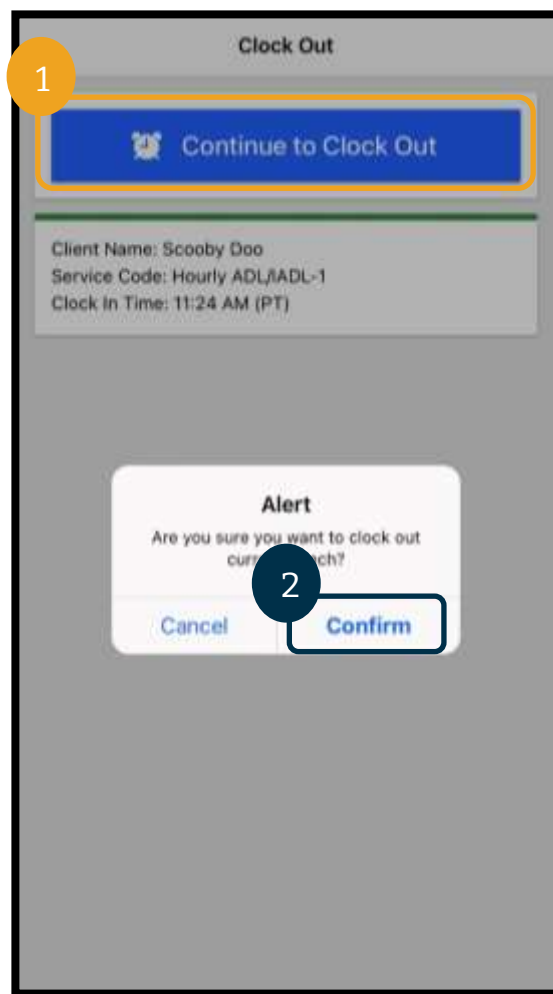 Clock Out
1
Continue to Clock Out
Client Name: Scooby Doo
Service Code: Hourly ADL/IADL-1
Clock In Time: 11:24 AM (PT)
Alert
Are you sure you want to clock out
2
Cancel
Confirm